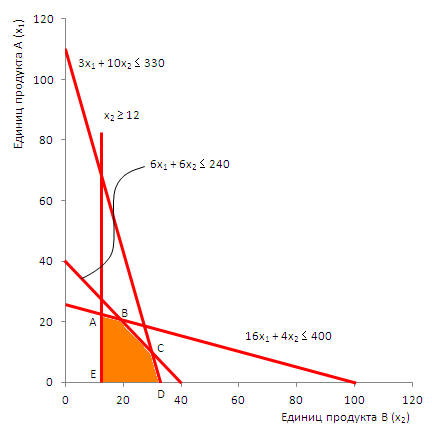 Единиц продукта А (x₁)
120
100
80
60
40
20
0
3x₁ + 10x₂ ≤ 330
x₂ ≥ 12
6x₁ + 6x₂ ≤ 240
16x₁ + 4x₂ ≤ 400
A
B
C
E
D
0 20 40 60 80 100 120
Единиц продукта В (x₂)